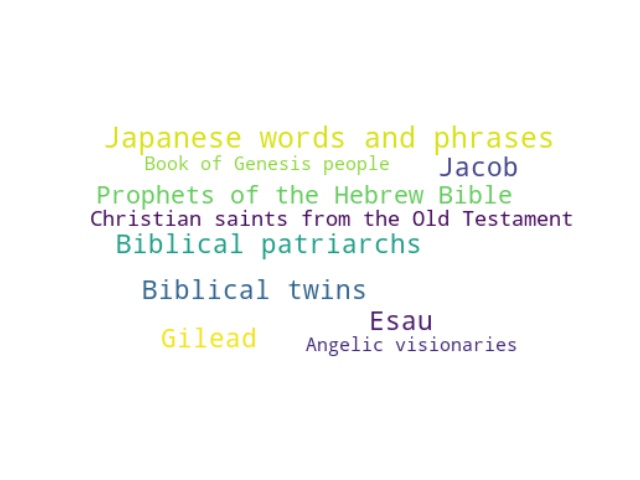 Japanese words and phrases
Book of Genesis people
Jacob
Prophets of the Hebrew Bible
Christian saints from the Old Testament
Biblical patriarchs
Biblical twins
Esau
Gilead
Angelic visionaries